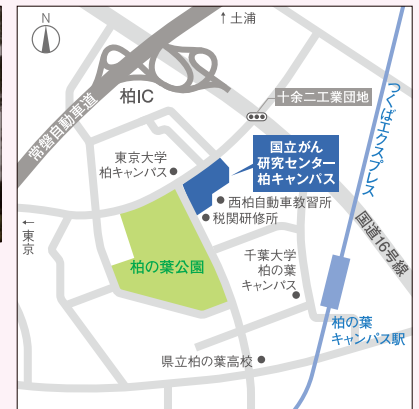 N
↑土浦
柏IC
十余二工業団地
常磐自動車道
つくばエクスプレス
国立がん
研究センター
柏キャンパス
東京大学
柏キャンパス
西柏自動車教習所
税関研修所
←
東京
国道16号線
千葉大学
柏の葉
キャンパス
柏の葉公園
柏の葉
キャンパス駅
県立柏の葉高校